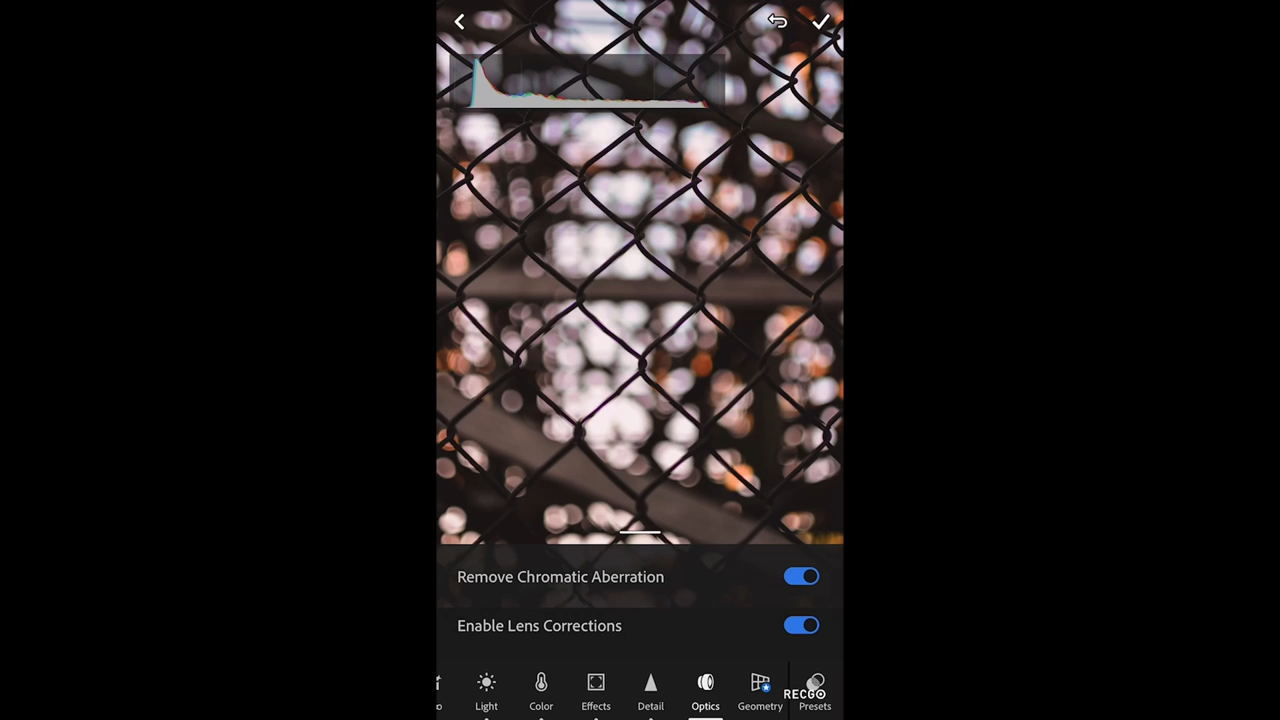 Remove Chromatic Aberration
Enable Lens Corrections
Light Color Effects Detail Optics Geometry Presets
RECGO